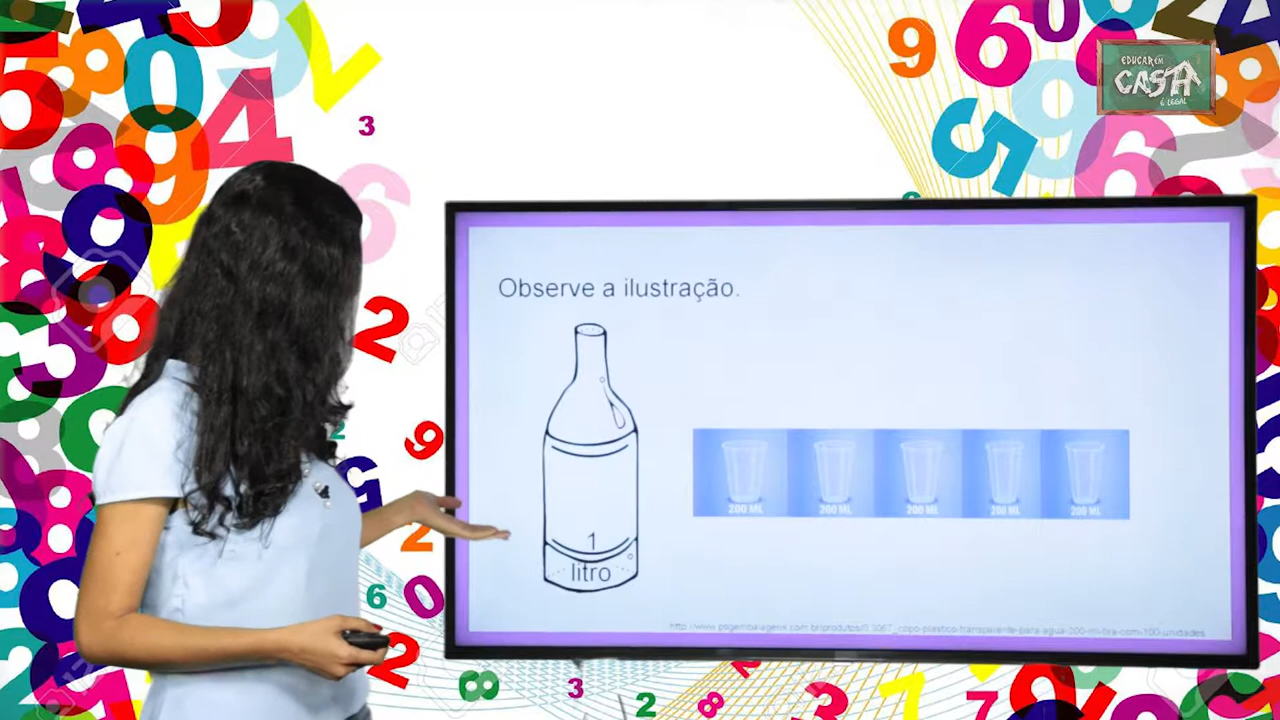 EDUCAR EM
CASA
É LEGAL
Observe a ilustração.
1
litro
200 ML
200 ML
200 ML
200 ML
200 ML